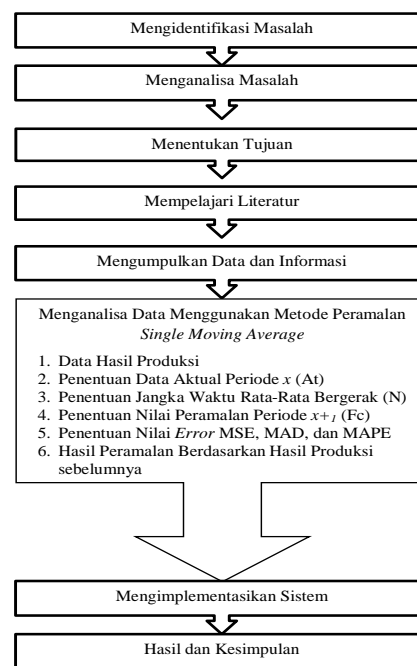 Mengidentifikasi Masalah
Menganalisa Masalah
Menentukan Tujuan
Mempelajari Literatur
Mengumpulkan Data dan Informasi
Menganalisa Data Menggunakan Metode Peramalan
Single Moving Average
1. Data Hasil Produksi
2. Penentuan Data Aktual Periode x (At)
3. Penentuan Jangka Waktu Rata-Rata Bergerak (N)
4. Penentuan Nilai Peramalan Periode x+1 (Fc)
5. Penentuan Nilai Error MSE, MAD, dan MAPE
6. Hasil Peramalan Berdasarkan Hasil Produksi
sebelumnya
Mengimplementasikan Sistem
Hasil dan Kesimpulan